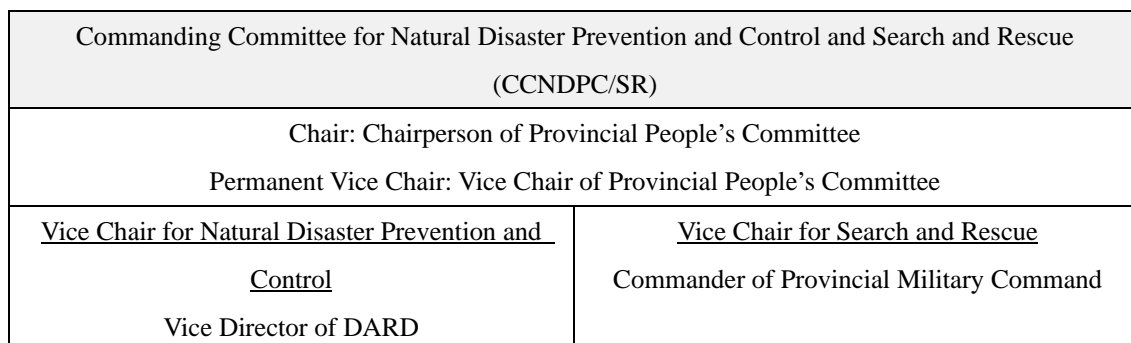 Commanding Committee for Natural Disaster Prevention and Control and Search and Rescue
(CCNDPC/SR)
Chair: Chairperson of Provincial People's Committee
Permanent Vice Chair: Vice Chair of Provincial People's Committee
Vice Chair for Natural Disaster Prevention and
Control
Vice Director of DARD
Vice Chair for Search and Rescue
Commander of Provincial Military Command